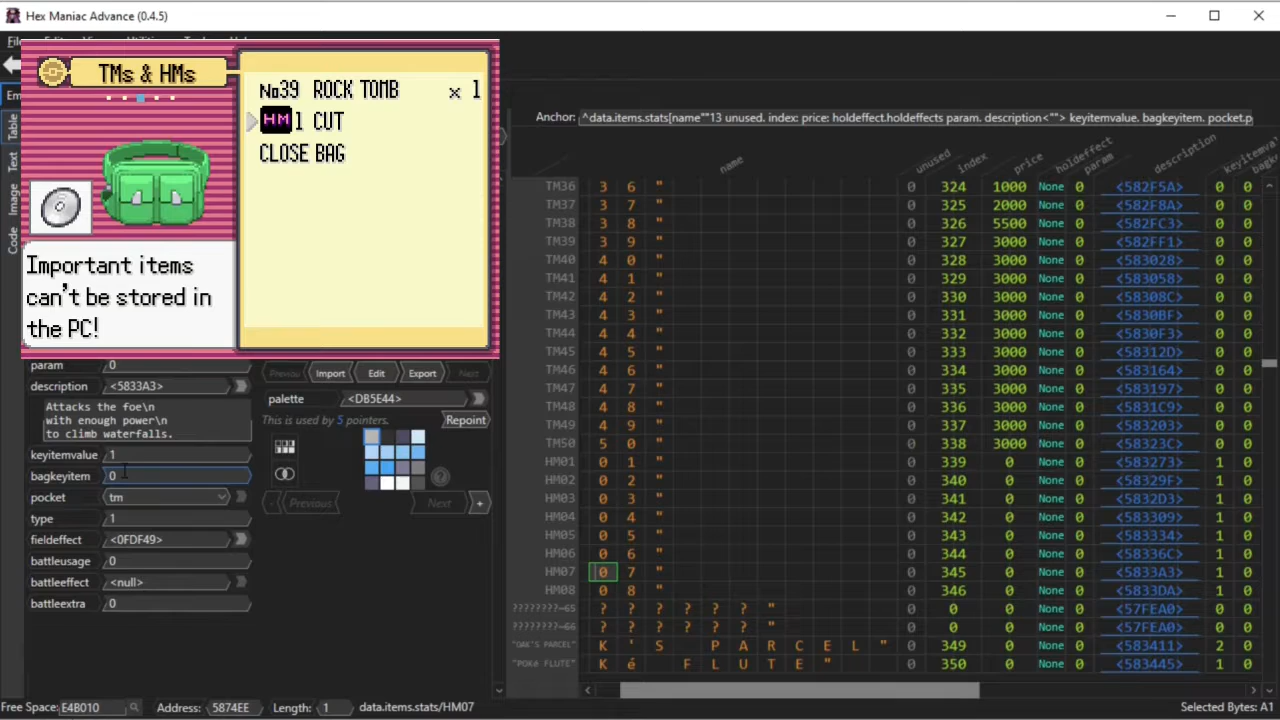 Hex Maniac Advance (0.4.5)
TMs & HMs
№39 ROCK TOMB x 1
HM 1 CUT
CLOSE BAG
Important items
can't be stored in
the PC!
Table
Text
Image
Code
Anchor: ^data.items.stats[name""13 unused. index: price: holdeffect.holdeffects param. description<""> keyitemvalue. bagkeyitem. pocket.p
name unused index price holdeffect param description keyitemva bagke
TM36 3 6 " 0 324 1000 None 0 <582F5A> 0 0
TM37 3 7 " 0 325 2000 None 0 <582F8A> 0 0
TM38 3 8 " 0 326 5500 None 0 <582FC3> 0 0
TM39 3 9 " 0 327 3000 None 0 <582FF1> 0 0
TM40 4 0 " 0 328 3000 None 0 <583028> 0 0
TM41 4 1 " 0 329 3000 None 0 <583058> 0 0
TM42 4 2 " 0 330 3000 None 0 <58308C> 0 0
TM43 4 3 " 0 331 3000 None 0 <5830BF> 0 0
TM44 4 4 " 0 332 3000 None 0 <5830F3> 0 0
TM45 4 5 " 0 333 3000 None 0 <58312D> 0 0
TM46 4 6 " 0 334 3000 None 0 <583164> 0 0
TM47 4 7 " 0 335 3000 None 0 <583197> 0 0
TM48 4 8 " 0 336 3000 None 0 <5831C9> 0 0
TM49 4 9 " 0 337 3000 None 0 <583203> 0 0
TM50 5 0 " 0 338 3000 None 0 <58323C> 0 0
HM01 0 1 " 0 339 0 None 0 <583273> 1 0
HM02 0 2 " 0 340 0 None 0 <58329F> 1 0
HM03 0 3 " 0 341 0 None 0 <5832D3> 1 0
HM04 0 4 " 0 342 0 None 0 <583309> 1 0
HM05 0 5 " 0 343 0 None 0 <583334> 1 0
HM06 0 6 " 0 344 0 None 0 <58336C> 1 0
HM07 0 7 " 0 345 0 None 0 <5833A3> 1 0
HM08 0 8 " 0 346 0 None 0 <5833DA> 1 0
????????~65 ? ? ? ? ? ? " 0 0 0 None 0 <57FEA0> 0 0
????????~66 ? ? ? ? ? ? " 0 0 0 None 0 <57FEA0> 0 0
"OAK'S PARCEL" K ' S P A R C E L " 0 349 0 None 0 <583411> 2 0
"POKé FLUTE" K é F L U T E " 0 350 0 None 0 <583445> 1 0
param 0
description <5833A3>
Attacks the foe\n
with enough power\n
to climb waterfalls.
keyitemvalue 1
bagkeyitem 0
pocket tm
type 1
fieldeffect <0FDF49>
battleusage 0
battleeffect <null>
battleextra 0
Import Edit Export Next
palette <DB5E44>
This is used by 5 pointers. Repoint
Previous Next +
Free Space: E4B010 Address: 5874EE Length: 1 data.items.stats/HM07 Selected Bytes: A1